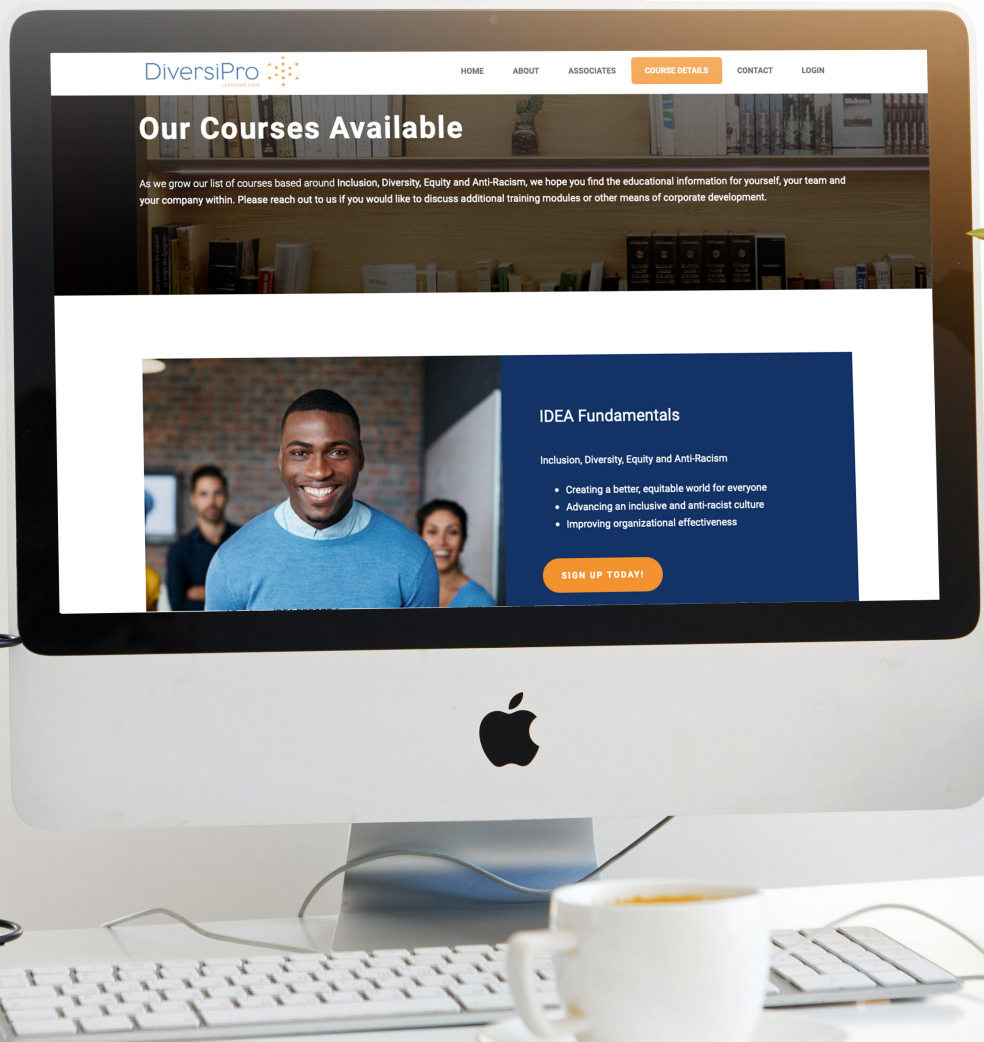 DiversiPro
HOME ABOUT ASSOCIATES COURSE DETAILS CONTACT LOGIN
Our Courses Available
As we grow our list of courses based around Inclusion, Diversity, Equity and Anti-Racism, we hope you find the educational information for yourself, your team and
your company within. Please reach out to us if you would like to discuss additional training modules or other means of corporate development.
IDEA Fundamentals
Inclusion, Diversity, Equity and Anti-Racism
• Creating a better, equitable world for everyone
• Advancing an inclusive and anti-racist culture
• Improving organizational effectiveness
SIGN UP TODAY!